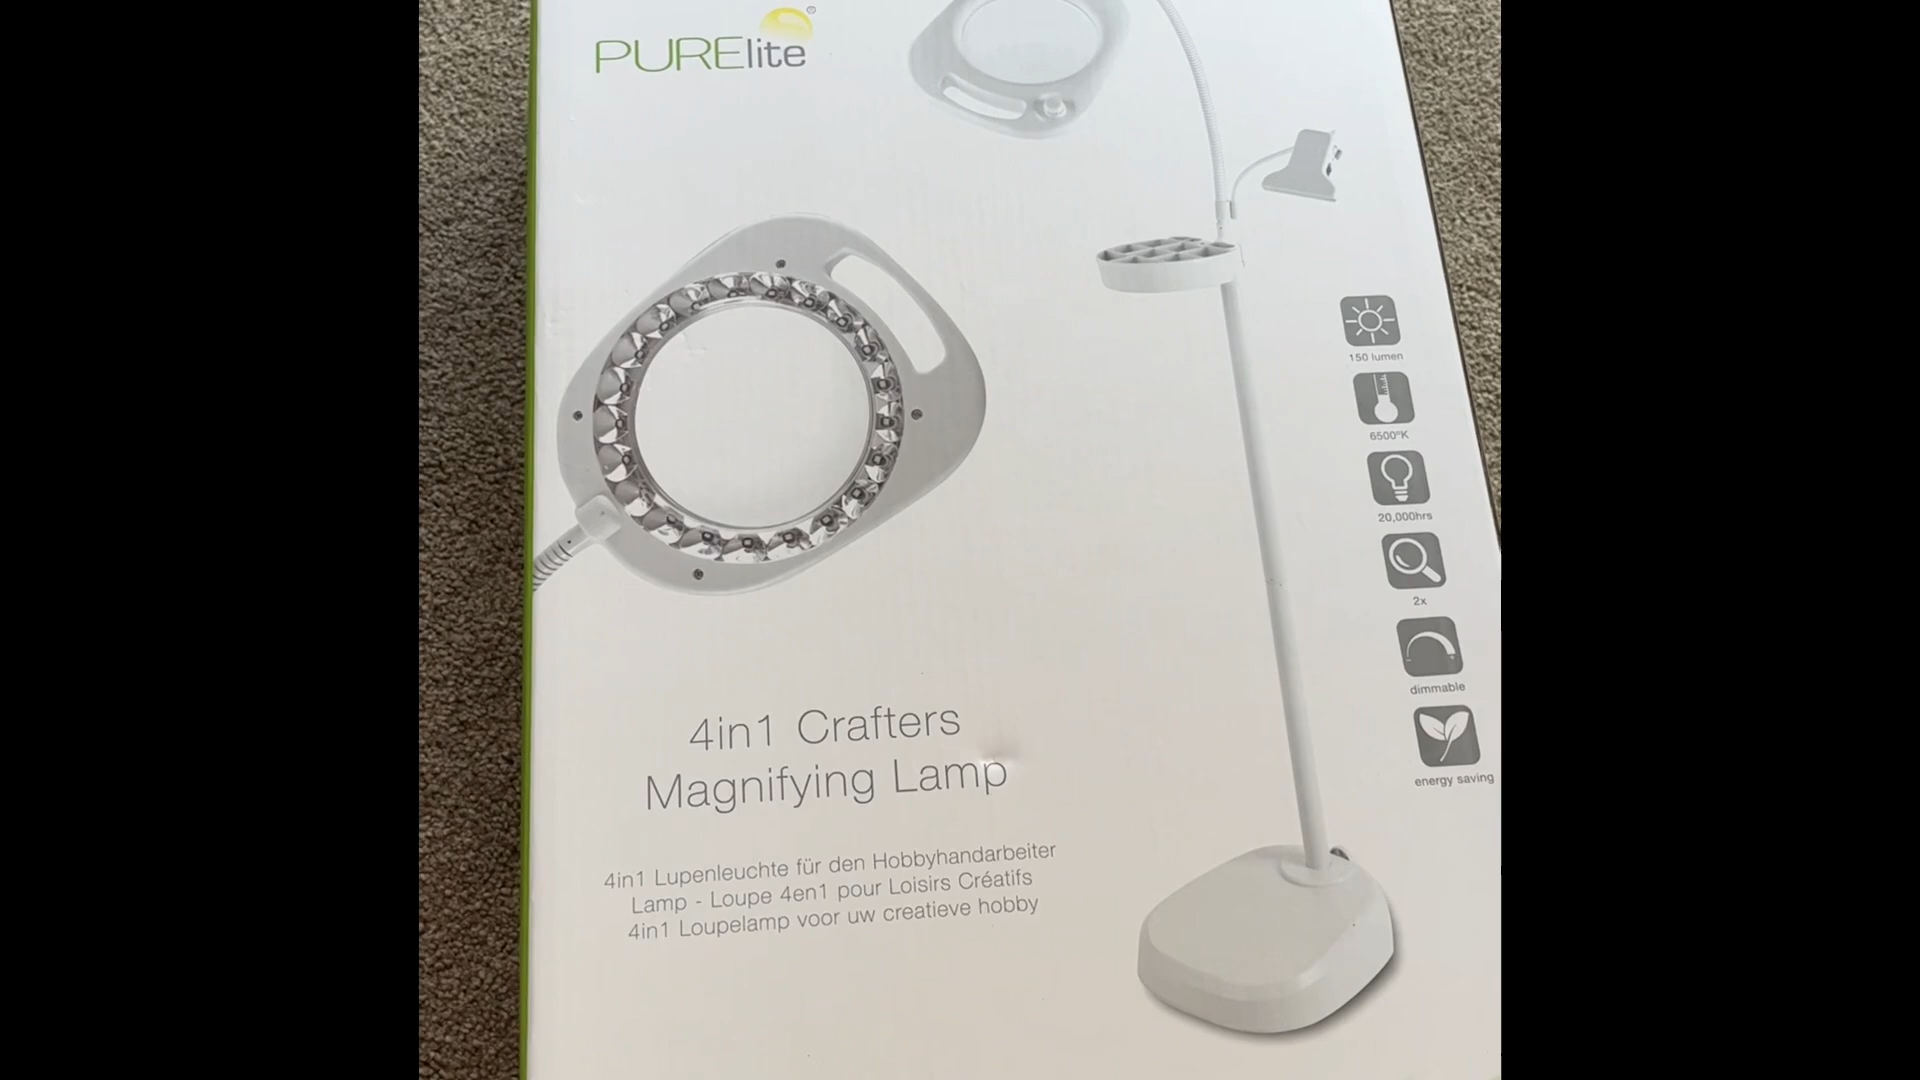 PURElite®
150 lumen
6500°K
20,000hrs
2x
dimmable
energy saving
4in1 Crafters
Magnifying Lamp
4in1 Lupenleuchte für den Hobbyhandarbeiter
Lamp - Loupe 4en1 pour Loisirs Créatifs
4in1 Loupelamp voor uw creatieve hobby